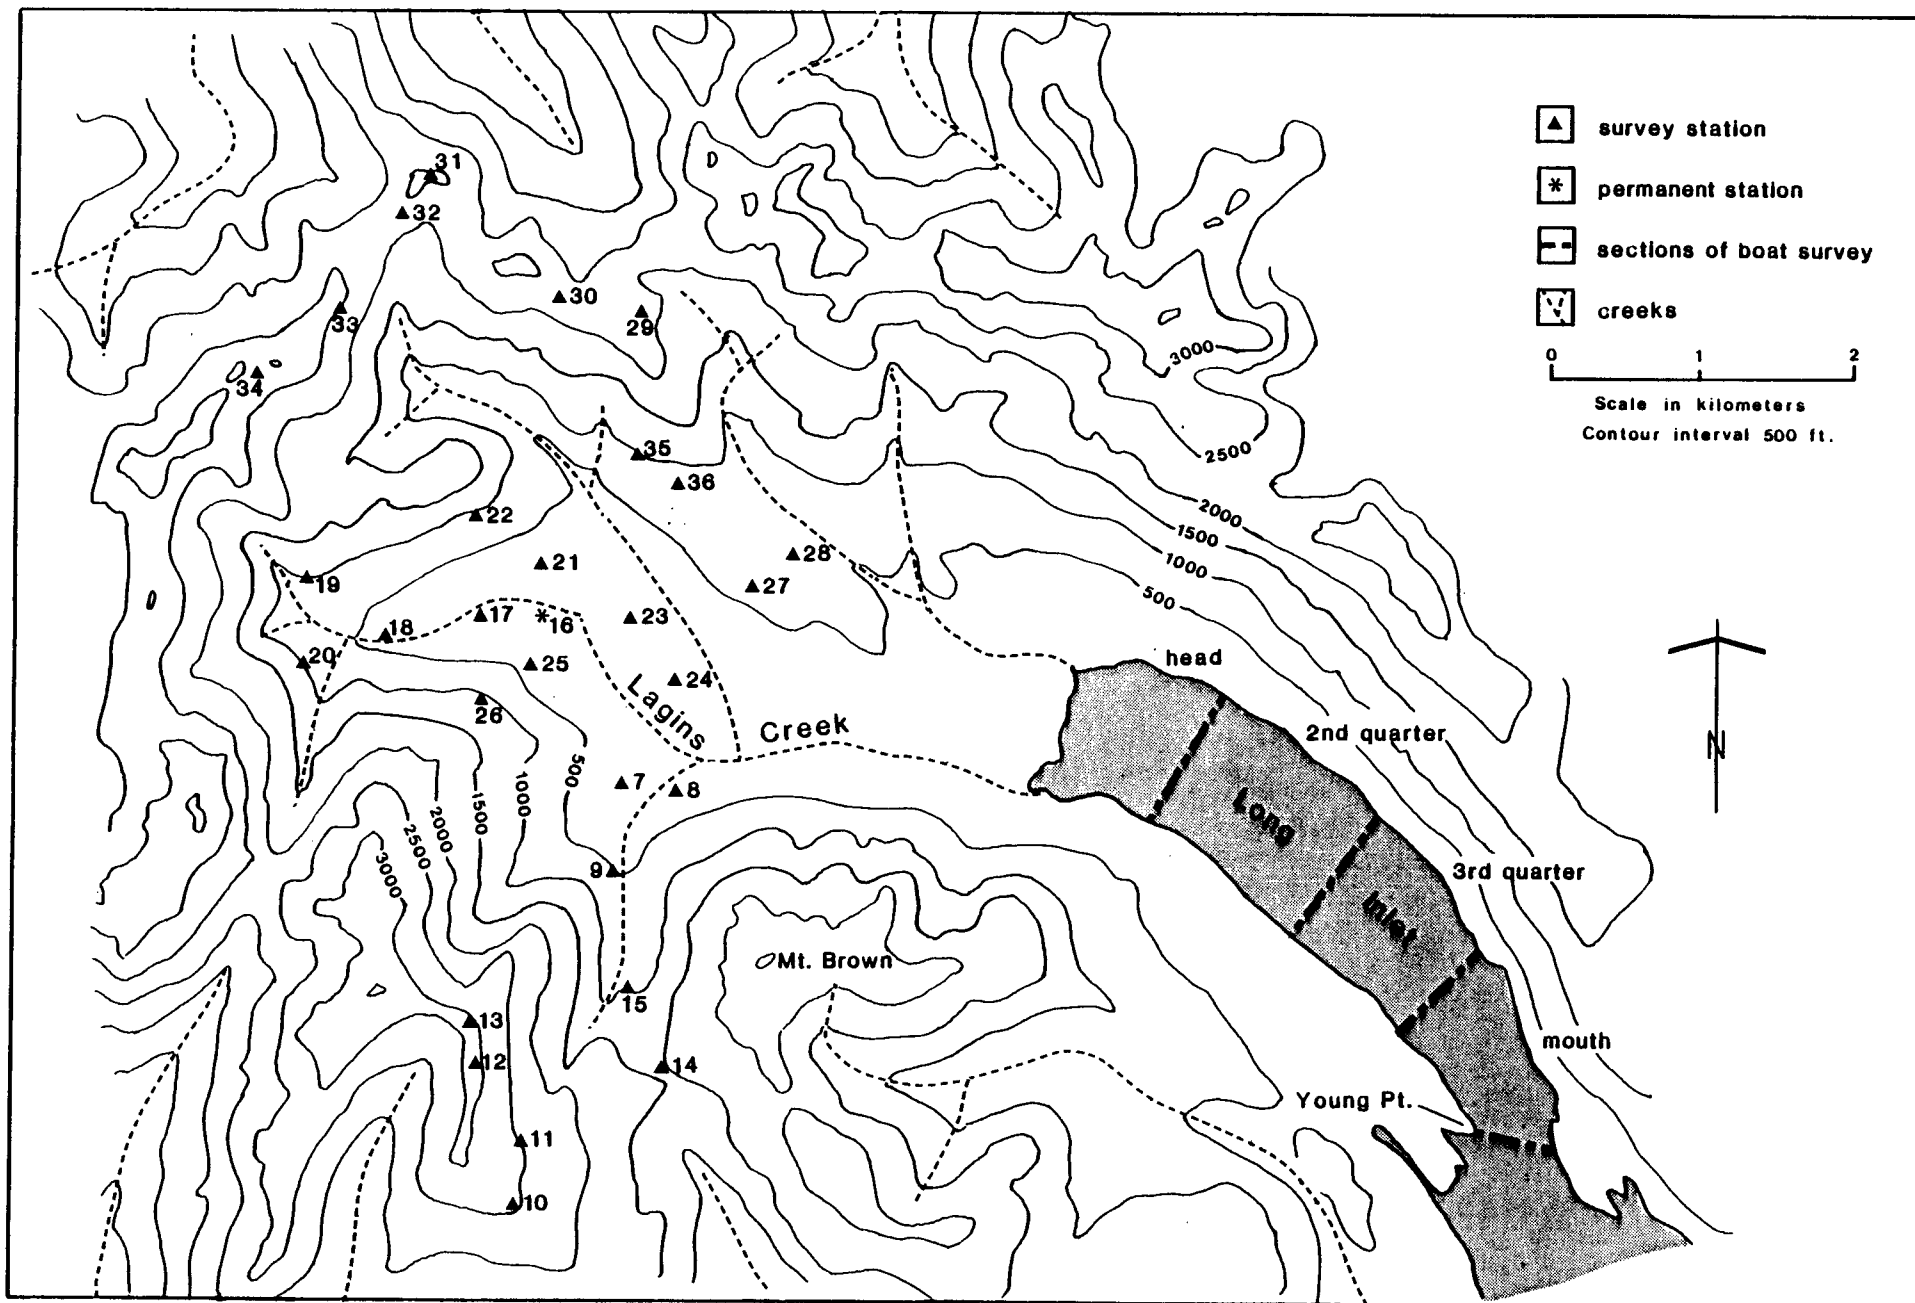 survey station
* permanent station
sections of boat survey
creeks
0 1 2
Scale in kilometers
Contour interval 500 ft.
31
32
30
33
29
34
35
36
3000
2500
2000
1500
1000
500
22
21
28
27
19
17
*16
23
18
20
25
24
26
Lagins Creek
head
2nd quarter
N
7
8
500
1000
1500
2000
2500
3000
Long Inlet
3rd quarter
9
Mt. Brown
15
13
12
14
mouth
Young Pt.
11
10